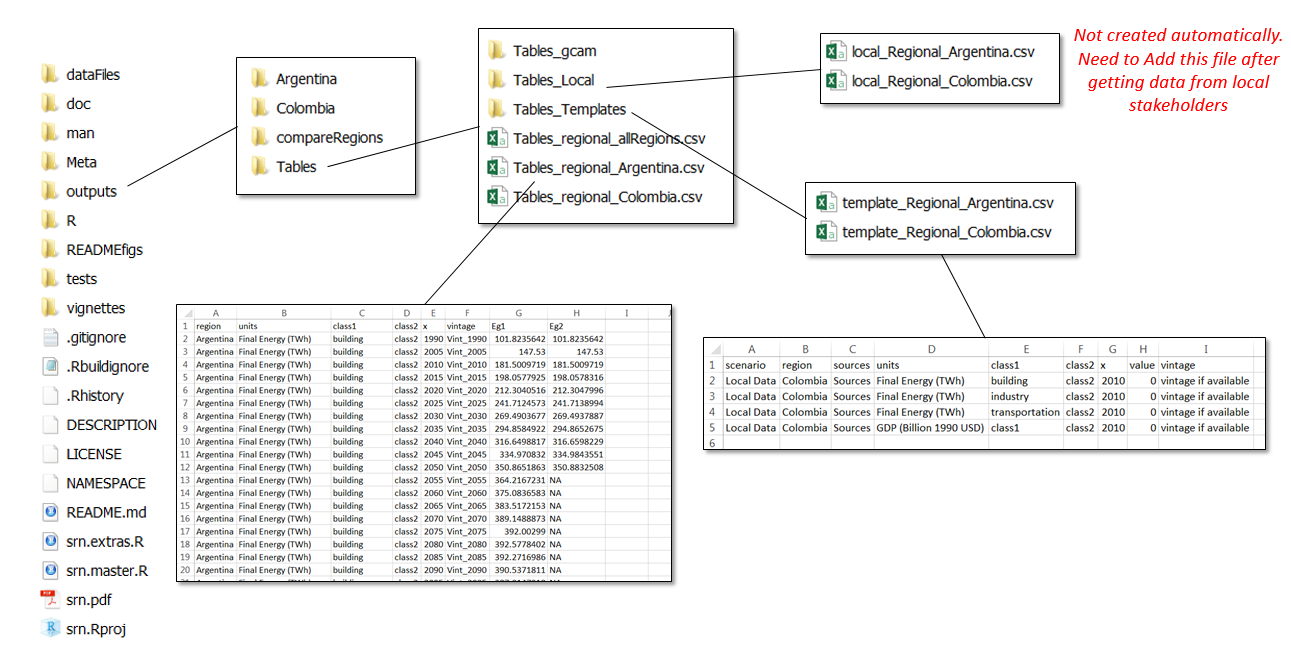 dataFiles
doc
man
Meta
outputs
R
READMEfigs
tests
vignettes
.gitignore
.Rbuildignore
.Rhistory
DESCRIPTION
LICENSE
NAMESPACE
README.md
srn.extras.R
srn.master.R
srn.pdf
srn.Rproj
Argentina
Colombia
compareRegions
Tables
Tables_gcam
Tables_Local
Tables_Templates
Tables_regional_allRegions.csv
Tables_regional_Argentina.csv
Tables_regional_Colombia.csv
local_Regional_Argentina.csv
local_Regional_Colombia.csv
Not created automatically.
Need to Add this file after
getting data from local
stakeholders
template_Regional_Argentina.csv
template_Regional_Colombia.csv
A B C D E F G H I J
1 region units class1 class2 x vintage Eg1 Eg2
2 Argentina Final Energy (TWh) building class2 1990 Vint_1990 101.8235642 101.8235642
3 Argentina Final Energy (TWh) building class2 2005 Vint_2005 147.53 147.53
4 Argentina Final Energy (TWh) building class2 2010 Vint_2010 181.5009719 181.5009719
5 Argentina Final Energy (TWh) building class2 2015 Vint_2015 198.0577925 198.0578316
6 Argentina Final Energy (TWh) building class2 2020 Vint_2020 212.3040516 212.3047996
7 Argentina Final Energy (TWh) building class2 2025 Vint_2025 241.7124573 241.7138994
8 Argentina Final Energy (TWh) building class2 2030 Vint_2030 269.4903677 269.4937887
9 Argentina Final Energy (TWh) building class2 2035 Vint_2035 294.8584922 294.8652675
10 Argentina Final Energy (TWh) building class2 2040 Vint_2040 316.6498817 316.6598229
11 Argentina Final Energy (TWh) building class2 2045 Vint_2045 334.970832 334.9843551
12 Argentina Final Energy (TWh) building class2 2050 Vint_2050 350.8651863 350.8832508
13 Argentina Final Energy (TWh) building class2 2055 Vint_2055 364.2167231 NA
14 Argentina Final Energy (TWh) building class2 2060 Vint_2060 375.0836583 NA
15 Argentina Final Energy (TWh) building class2 2065 Vint_2065 383.5172153 NA
16 Argentina Final Energy (TWh) building class2 2070 Vint_2070 389.1488873 NA
17 Argentina Final Energy (TWh) building class2 2075 Vint_2075 392.00299 NA
18 Argentina Final Energy (TWh) building class2 2080 Vint_2080 392.5778402 NA
19 Argentina Final Energy (TWh) building class2 2085 Vint_2085 392.2716986 NA
20 Argentina Final Energy (TWh) building class2 2090 Vint_2090 390.5371811 NA
A B C D E F G H I
1 scenario region sources units class1 class2 x value vintage
2 Local Data Colombia Sources Final Energy (TWh) building class2 2010 0 vintage if available
3 Local Data Colombia Sources Final Energy (TWh) industry class2 2010 0 vintage if available
4 Local Data Colombia Sources Final Energy (TWh) transportation class2 2010 0 vintage if available
5 Local Data Colombia Sources GDP (Billion 1990 USD) class1 class2 2010 0 vintage if available
6